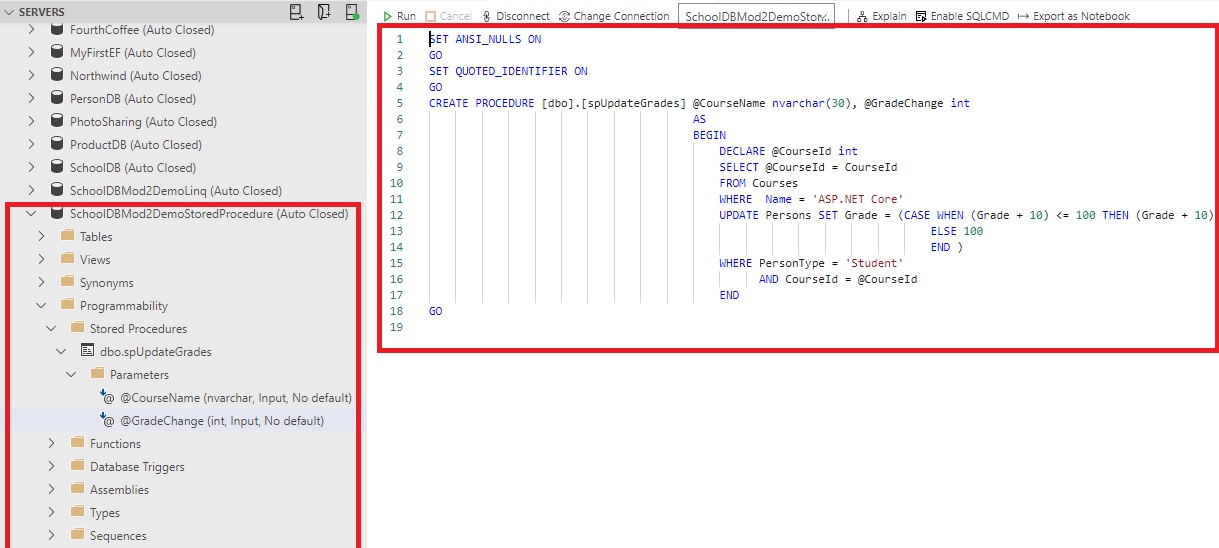 SERVERS
FourthCoffee (Auto Closed)
MyFirstEF (Auto Closed)
Northwind (Auto Closed)
PersonDB (Auto Closed)
PhotoSharing (Auto Closed)
ProductDB (Auto Closed)
SchoolDB (Auto Closed)
SchoolDBMod2DemoLinq (Auto Closed)
SchoolDBMod2DemoStoredProcedure (Auto Closed)
Tables
Views
Synonyms
Programmability
Stored Procedures
dbo.spUpdateGrades
Parameters
@CourseName (nvarchar, Input, No default)
@GradeChange (int, Input, No default)
Functions
Database Triggers
Assemblies
Types
Sequences
Run Cancel Disconnect Change Connection SchoolDBMod2DemoStor... Explain Enable SQLCMD Export as Notebook
1 SET ANSI_NULLS ON
2 GO
3 SET QUOTED_IDENTIFIER ON
4 GO
5 CREATE PROCEDURE [dbo].[spUpdateGrades] @CourseName nvarchar(30), @GradeChange int
6 AS
7 BEGIN
8 DECLARE @CourseId int
9 SELECT @CourseId = CourseId
10 FROM Courses
11 WHERE Name = 'ASP.NET Core'
12 UPDATE Persons SET Grade = (CASE WHEN (Grade + 10) <= 100 THEN (Grade + 10)
13 ELSE 100
14 END )
15 WHERE PersonType = 'Student'
16 AND CourseId = @CourseId
17 END
18 GO
19